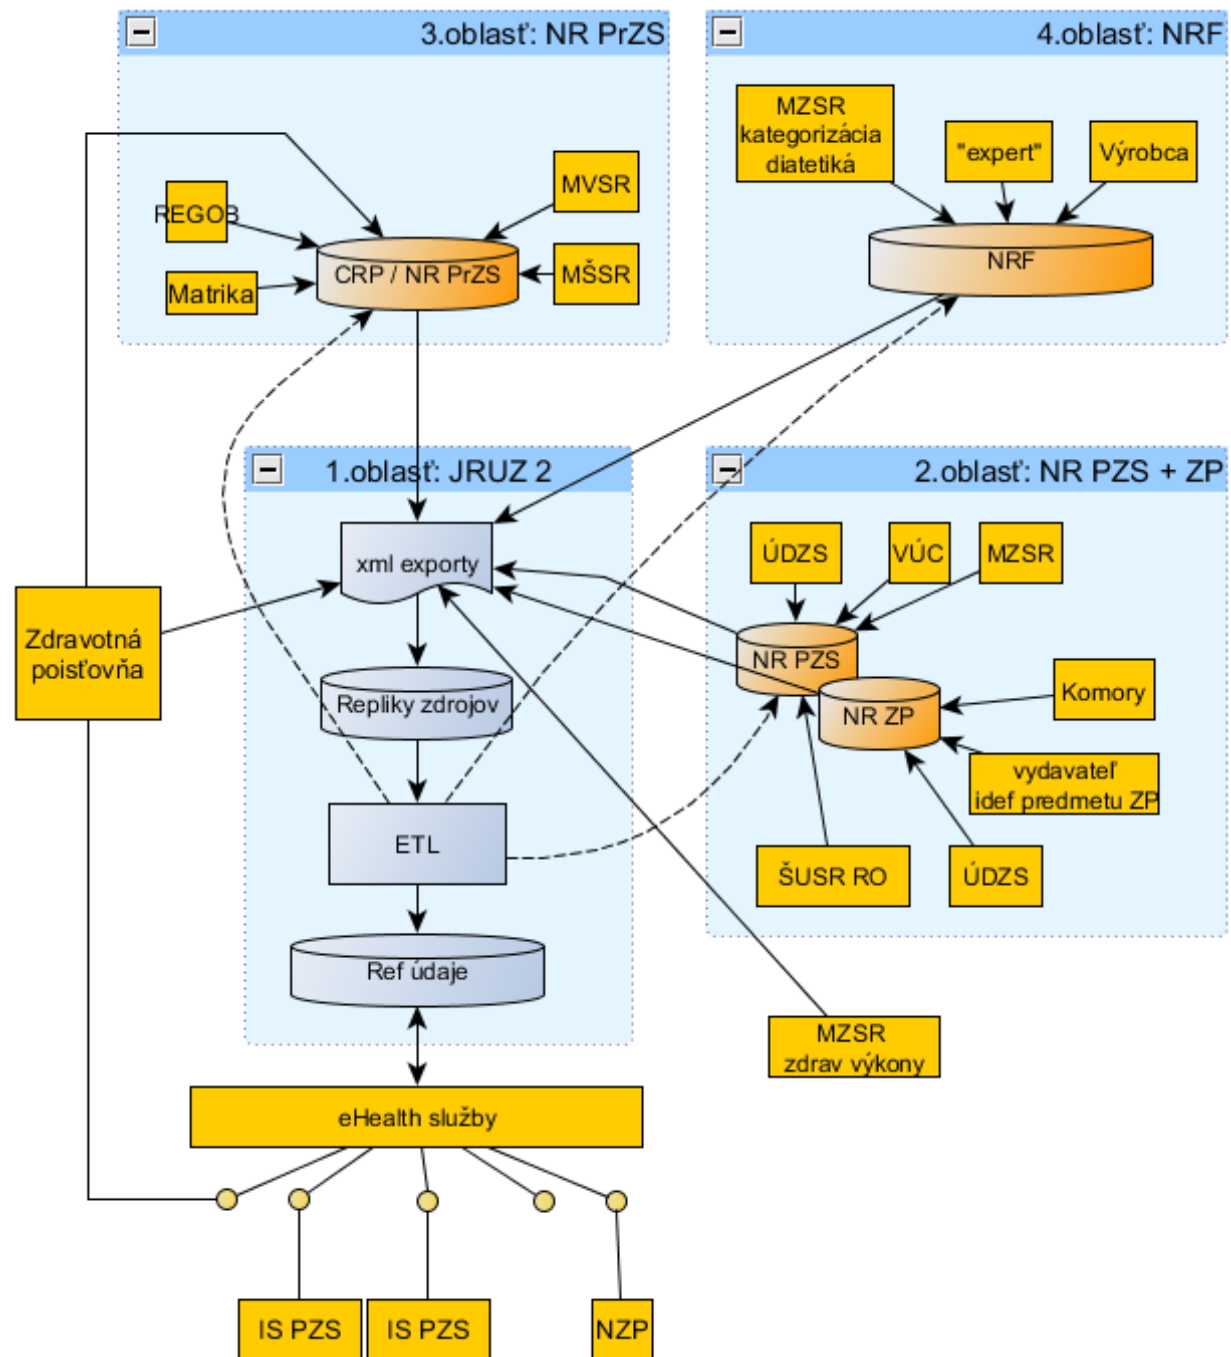 3.oblasť: NR PrZS
4.oblasť: NRF
MZSR
kategorizácia
diatetiká
"expert"
Výrobca
MVSR
REGOB
CRP / NR PrZS
MŠSR
Matrika
NRF
1.oblasť: JRUZ 2
2.oblasť: NR PZS + ZP
xml exporty
ÚDZS
VÚC
MZSR
Zdravotná
poisťovňa
NR PZS
Repliky zdrojov
NR ZP
Komory
vydavateľ
idef predmetu ZP
ETL
ŠUSR RO
ÚDZS
Ref údaje
MZSR
zdrav výkony
eHealth služby
IS PZS
IS PZS
NZP